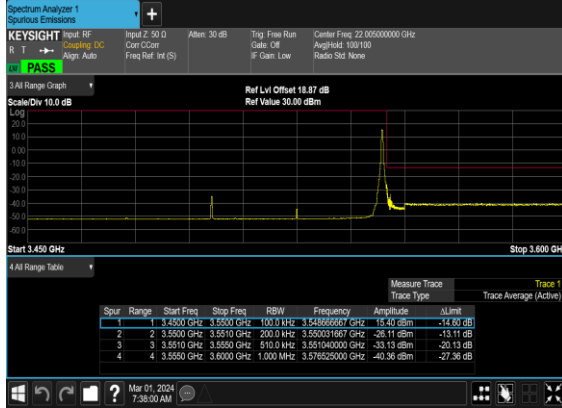 Spectrum Analyzer 1
Spurious Emissions
+
KEYSIGHT Input: RF Input Z: 50 Ω Atten: 30 dB Trig: Free Run Center Freq: 22.005000000 GHz
R T Coupling: DC Corr CCorr Gate: Off Avg|Hold: 100/100
Align: Auto Freq Ref: Int (S) IF Gain: Low Radio Std: None
PASS
3 All Range Graph
Ref Lvl Offset 18.87 dB
Scale/Div 10.0 dB Ref Value 30.00 dBm
Log
20.0
10.0
0.00
-10.0
-20.0
-30.0
-40.0
-50.0
-60.0
Start 3.450 GHz Stop 3.600 GHz
4 All Range Table
Measure Trace Trace 1
Trace Type Trace Average (Active)
Spur Range Start Freq Stop Freq RBW Frequency Amplitude ΔLimit
1 1 3.4500 GHz 3.5500 GHz 100.0 kHz 3.548666667 GHz 15.40 dBm -14.60 dB
2 2 3.5500 GHz 3.5510 GHz 200.0 kHz 3.550031667 GHz -26.11 dBm -13.11 dB
3 3 3.5510 GHz 3.5550 GHz 510.0 kHz 3.551040000 GHz -33.13 dBm -20.13 dB
4 4 3.5550 GHz 3.6000 GHz 1.000 MHz 3.576525000 GHz -40.36 dBm -27.36 dB
? Mar 01, 2024
7:38:00 AM